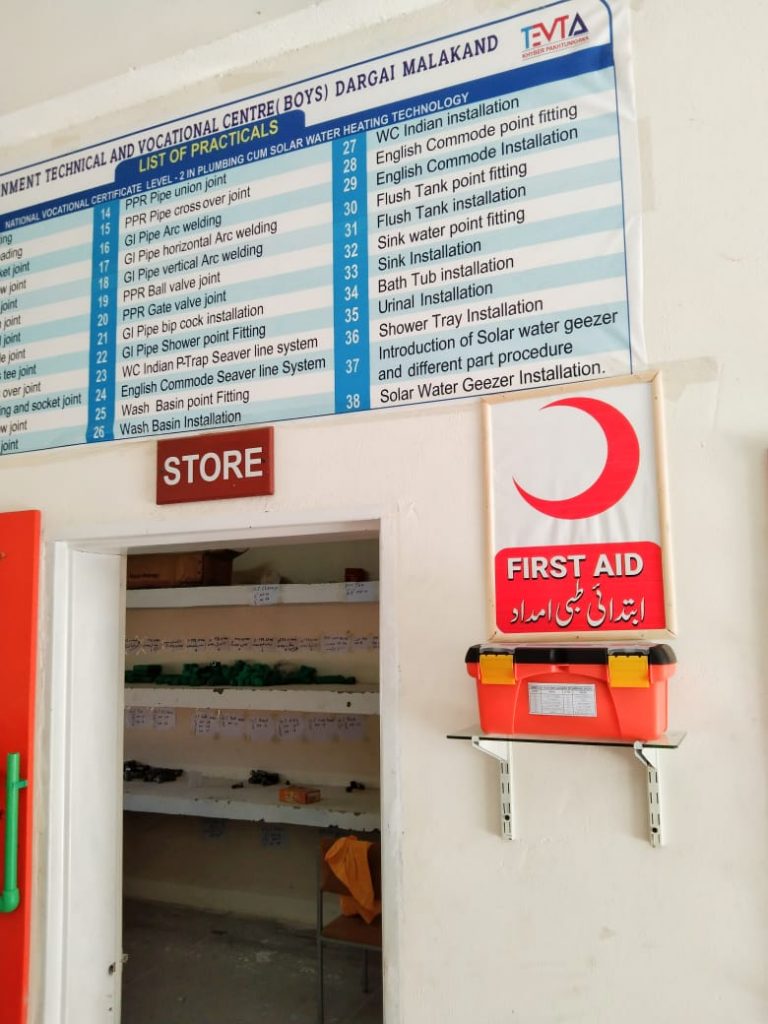 TEVTA
KHYBER PAKHTUNKHWA
NMENT TECHNICAL AND VOCATIONAL CENTRE( BOYS) DARGAI MALAKAND
LIST OF PRACTICALS
NATIONAL VOCATIONAL CERTIFICATE LEVEL - 2 IN PLUMBING CUM SOLAR WATER HEATING TECHNOLOGY
ading
ket joint
w joint
joint
joint
joint
le joint
s tee joint
over joint
ng and socket joint
w joint
joint
14 PPR Pipe union joint
15 PPR Pipe cross over joint
16 GI Pipe Arc welding
17 GI Pipe horizontal Arc welding
18 GI Pipe vertical Arc welding
19 PPR Ball valve joint
20 PPR Gate valve joint
21 GI Pipe bip cock installation
22 GI Pipe Shower point Fitting
23 WC Indian P-Trap Seaver line system
24 English Commode Seaver line System
25 Wash Basin point Fitting
26 Wash Basin Installation
27 WC Indian installation
28 English Commode point fitting
29 English Commode Installation
30 Flush Tank point fitting
31 Flush Tank installation
32 Sink water point fitting
33 Sink Installation
34 Bath Tub installation
35 Urinal Installation
36 Shower Tray Installation
37 Introduction of Solar water geezer
and different part procedure
38 Solar Water Geezer Installation.
STORE
FIRST AID
ابتدائی طبی امداد